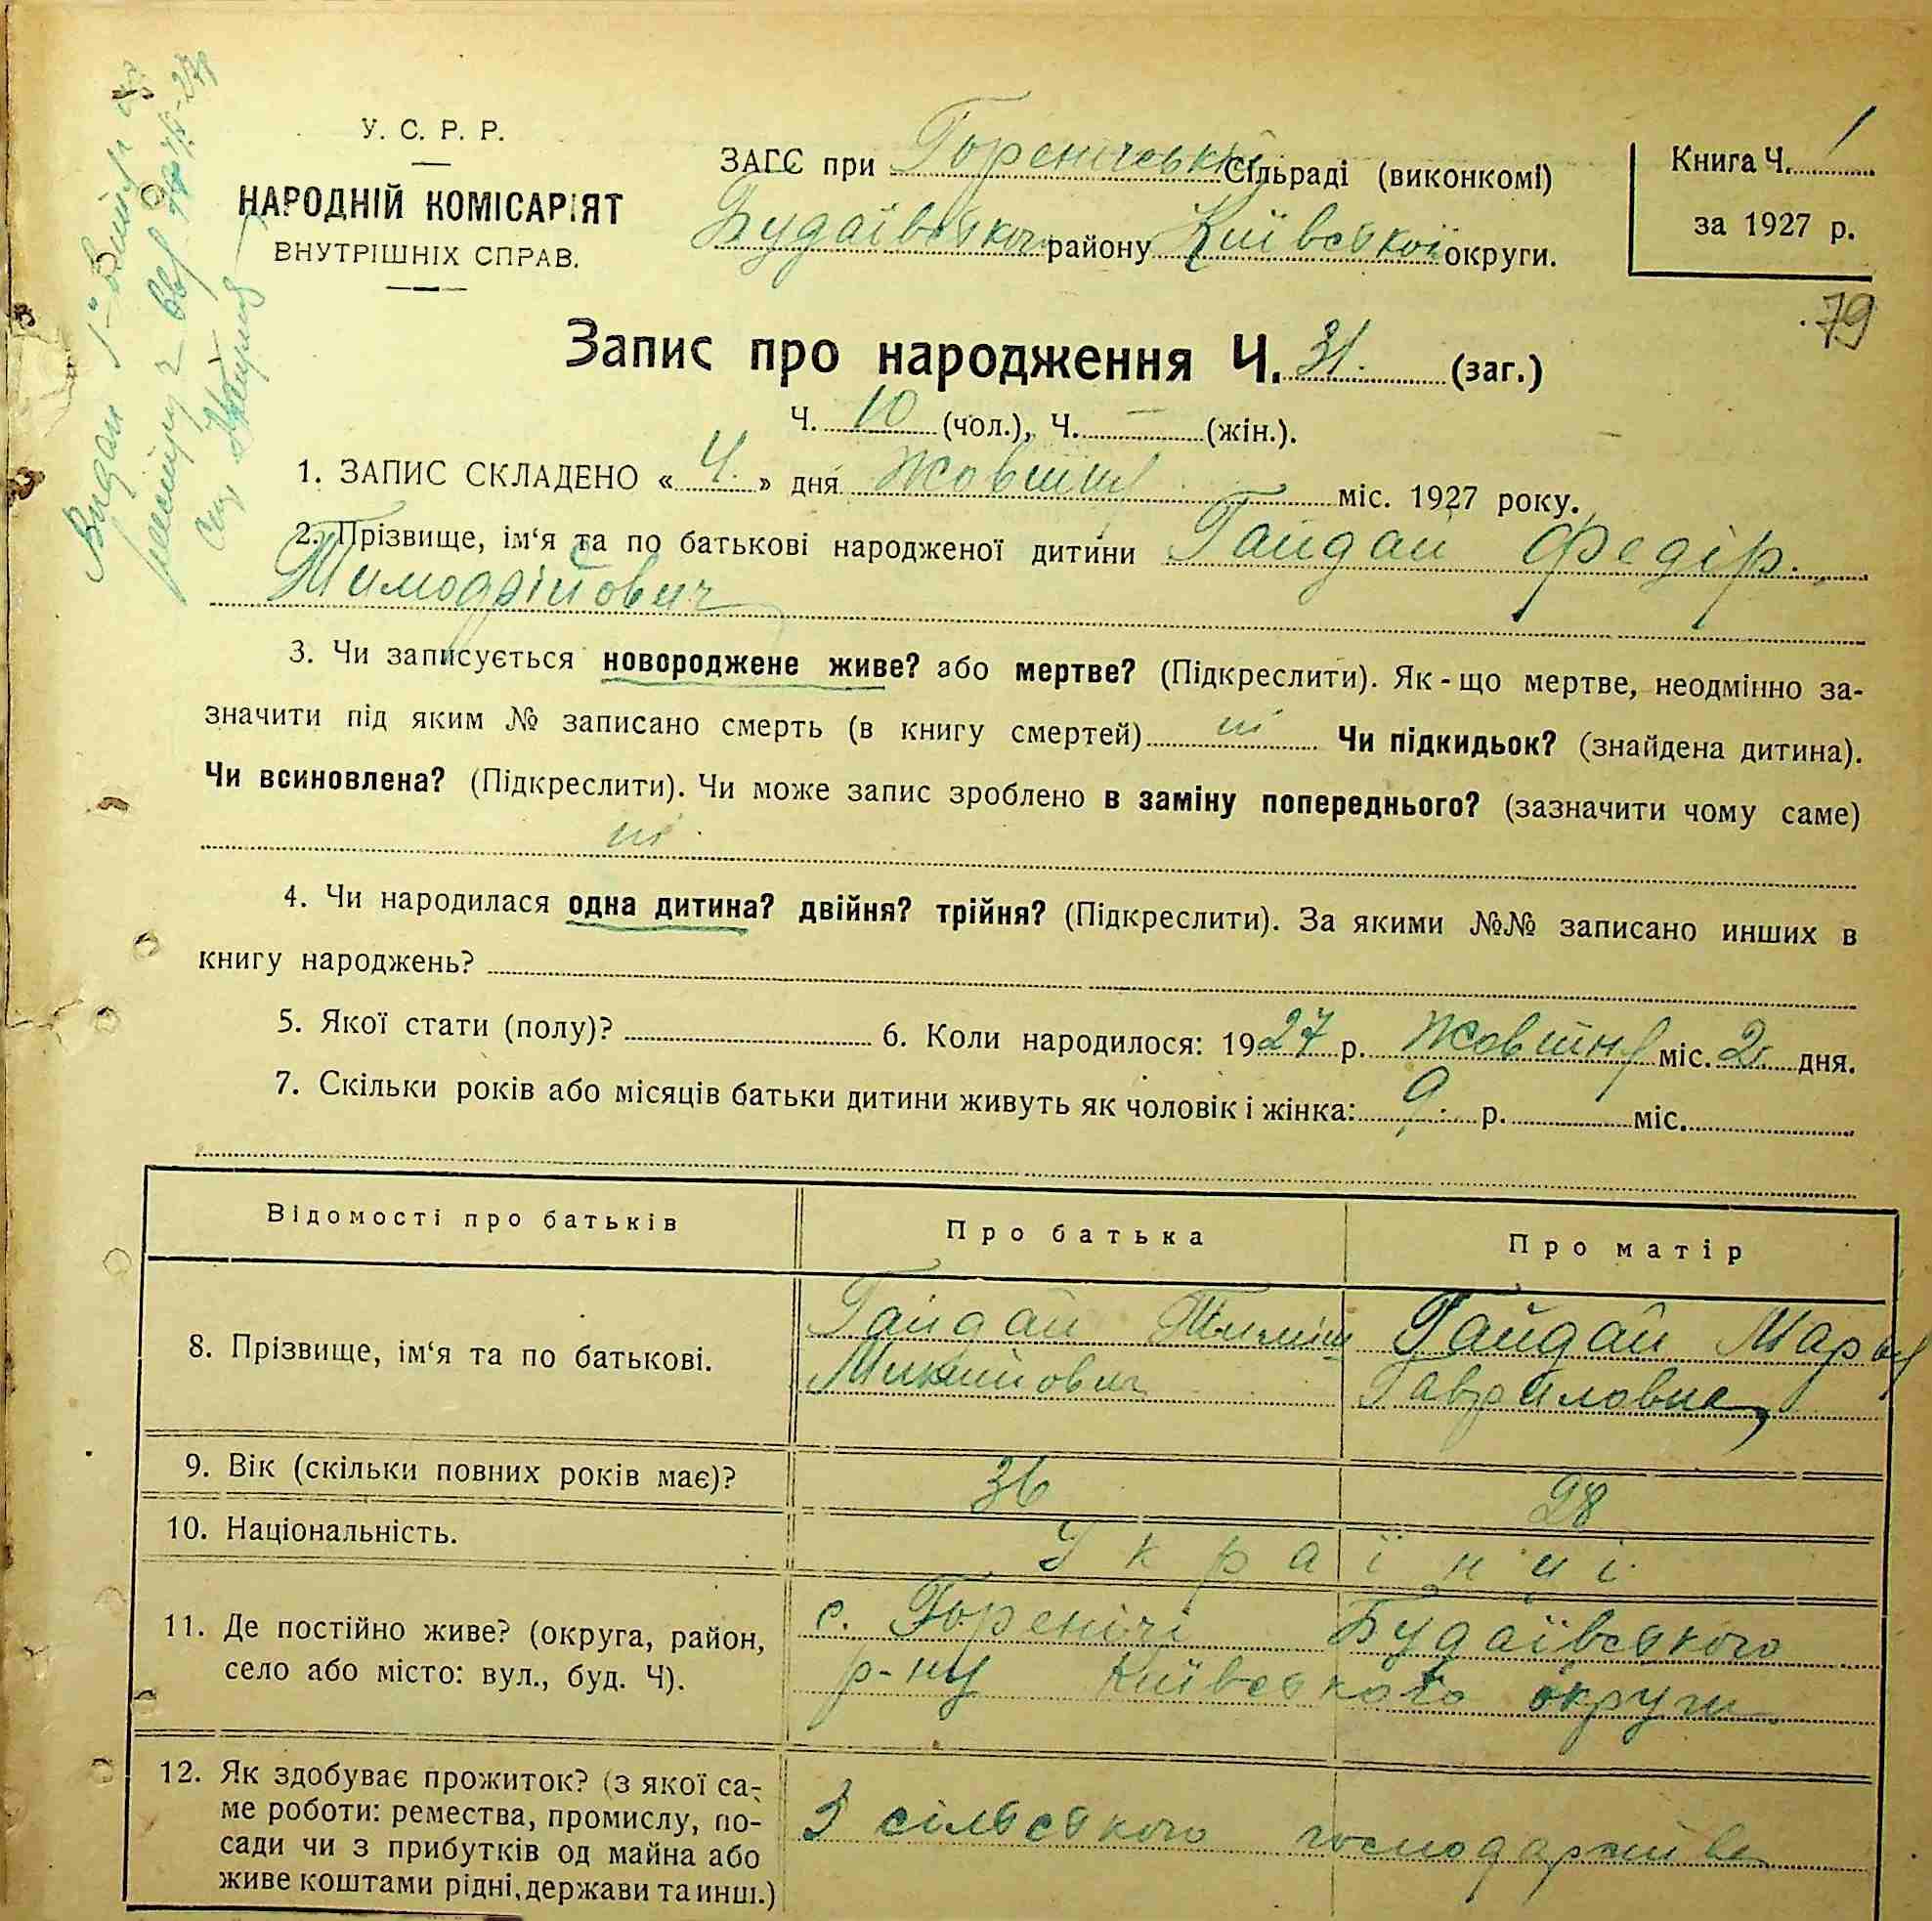 У. С. Р. Р.
НАРОДНІЙ КОМІСАРІЯТ
ВНУТРІШНІХ СПРАВ.
ЗАГС при Горенічській Сільраді (виконкомі)
Будаївського району Київської округи.
Книга Ч. 1
за 1927 р.
79
Запис про народження Ч. 31. (заг.)
Ч. 10 (чол.), Ч. — (жін.).
1. ЗАПИС СКЛАДЕНО « 4. » дня Жовтня міс. 1927 року.
2. Прізвище, ім‘я та по батькові народженої дитини Гайдай Федір.
Тимофійович
3. Чи записується новороджене живе? або мертве? (Підкреслити). Як-що мертве, неодмінно за-
значити під яким № записано смерть (в книгу смертей) ні Чи підкидьок? (знайдена дитина).
Чи всиновлена? (Підкреслити). Чи може запис зроблено в заміну попереднього? (зазначити чому саме)
ні
4. Чи народилася одна дитина? двійня? трійня? (Підкреслити). За якими №№ записано инших в
книгу народжень?
5. Якої стати (полу)? 6. Коли народилося: 1927 р. Жовтня міс. 2. дня.
7. Скільки років або місяців батьки дитини живуть як чоловік і жінка: 9. р. міс.
Відомості про батьків Про батька Про матір
8. Прізвище, ім‘я та по батькові. Гайдай Тиміш Гайдай Марія
Гавриловна
9. Вік (скільки повних років має)? 36 28
10. Національність. Українці.
11. Де постійно живе? (округа, район, с. Горенічі Будаївського
село або місто: вул., буд. Ч). р-ну Київського округи
12. Як здобуває прожиток? (з якої са-
ме роботи: ремества, промислу, по- З сільського господарства
сади чи з прибутків од майна або
живе коштами рідні, держави та инш.)